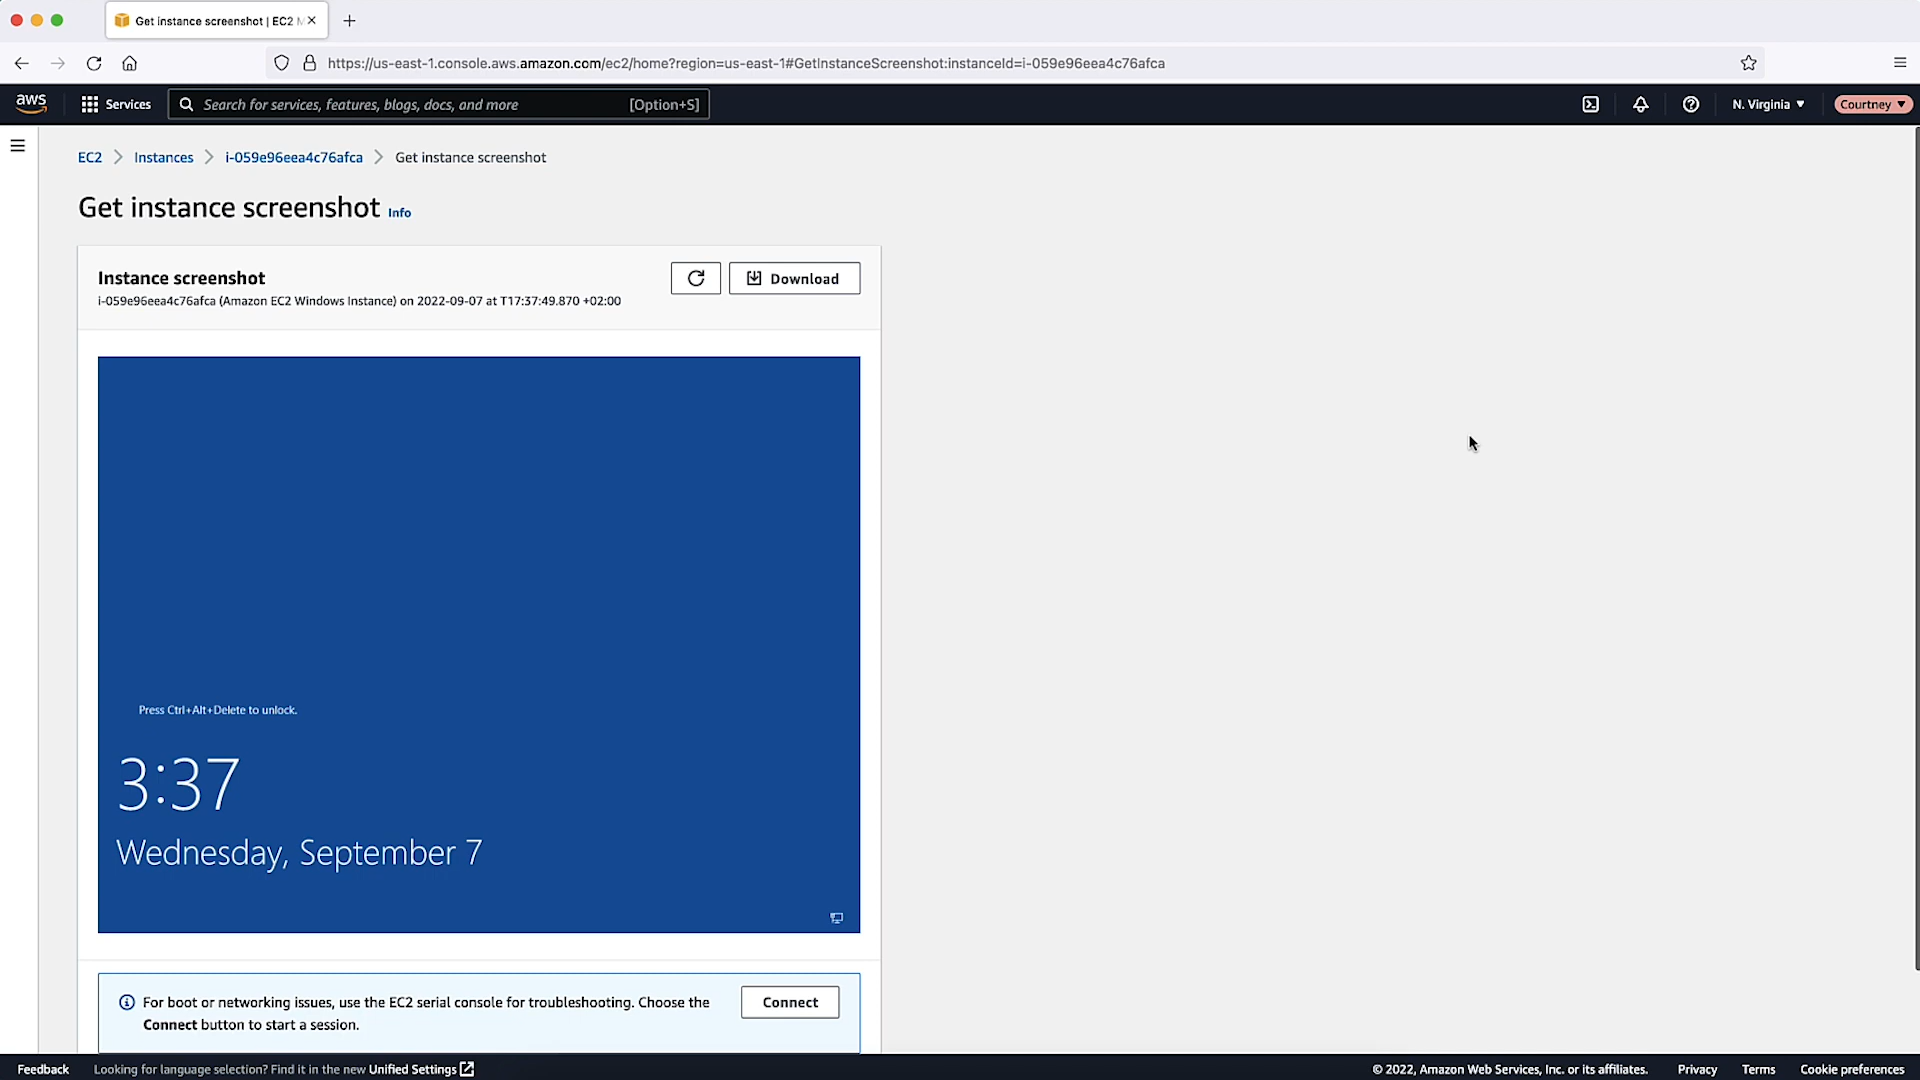 Get instance screenshot | EC2 M
https://us-east-1.console.aws.amazon.com/ec2/home?region=us-east-1#GetInstanceScreenshot:instanceId=i-059e96eea4c76afca
aws
Services
Search for services, features, blogs, docs, and more
[Option+S]
N. Virginia
Courtney
EC2
Instances
i-059e96eea4c76afca
Get instance screenshot
Get instance screenshot Info
Instance screenshot
Download
i-059e96eea4c76afca (Amazon EC2 Windows Instance) on 2022-09-07 at T17:37:49.870 +02:00
Press Ctrl+Alt+Delete to unlock.
3:37
Wednesday, September 7
For boot or networking issues, use the EC2 serial console for troubleshooting. Choose the
Connect button to start a session.
Connect
Feedback
Looking for language selection? Find it in the new Unified Settings
© 2022, Amazon Web Services, Inc. or its affiliates.
Privacy
Terms
Cookie preferences